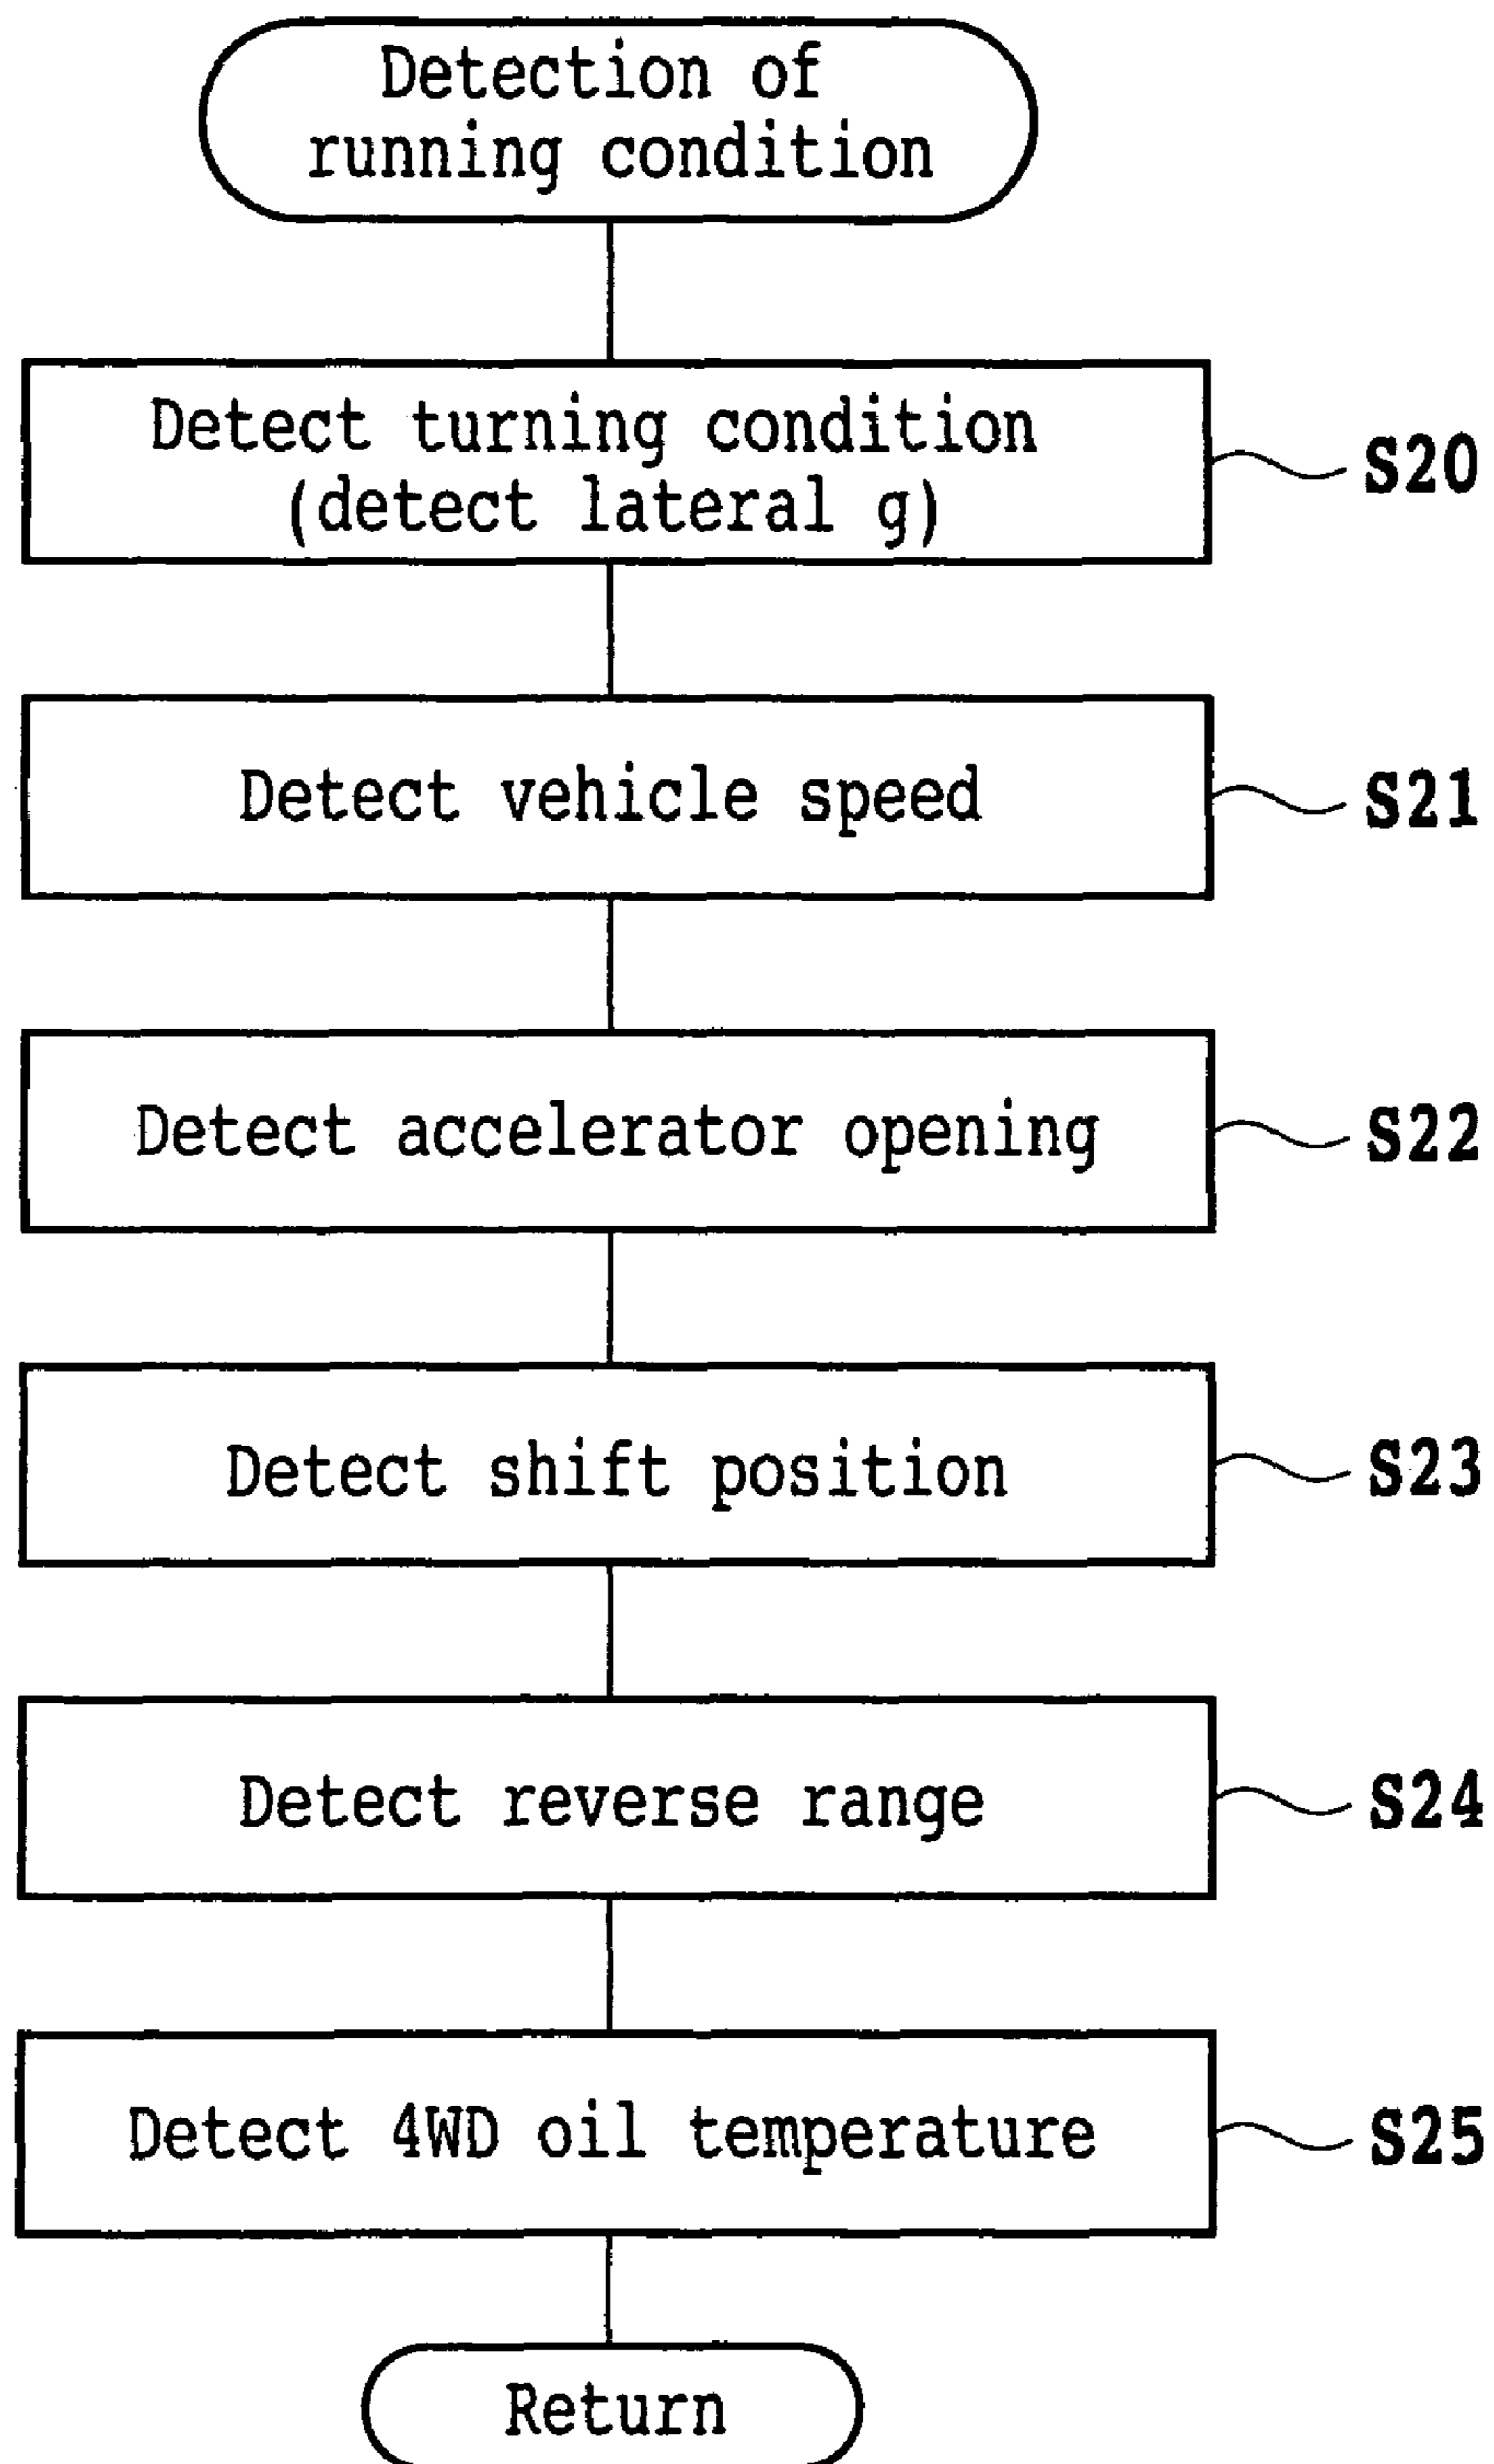 Detection of
running condition
Detect turning condition
(detect lateral g)
S20
Detect vehicle speed
S21
Detect accelerator opening
S22
Detect shift position
S23
Detect reverse range
S24
Detect 4WD oil temperature
S25
Return